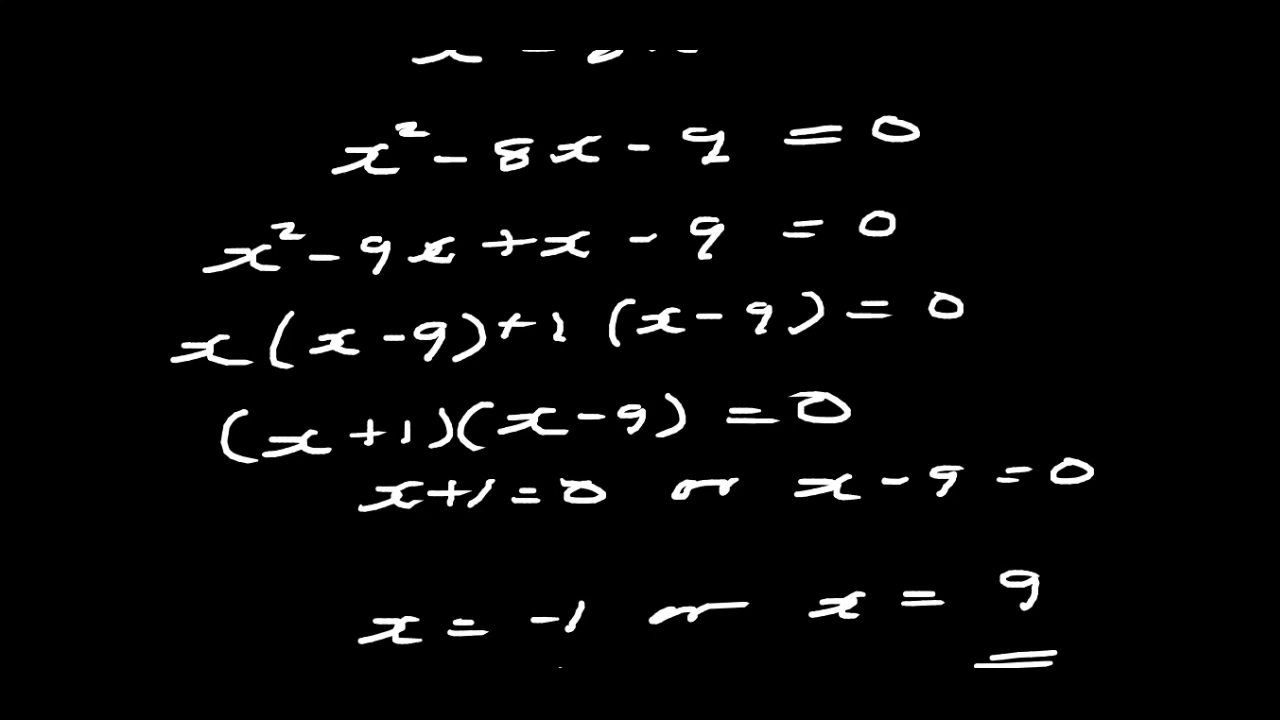 x² - 8x - 9 = 0
x² - 9x + x - 9 = 0
x(x - 9) + 1(x - 9) = 0
(x + 1)(x - 9) = 0
x + 1 = 0 or x - 9 = 0
x = -1 or x = 9